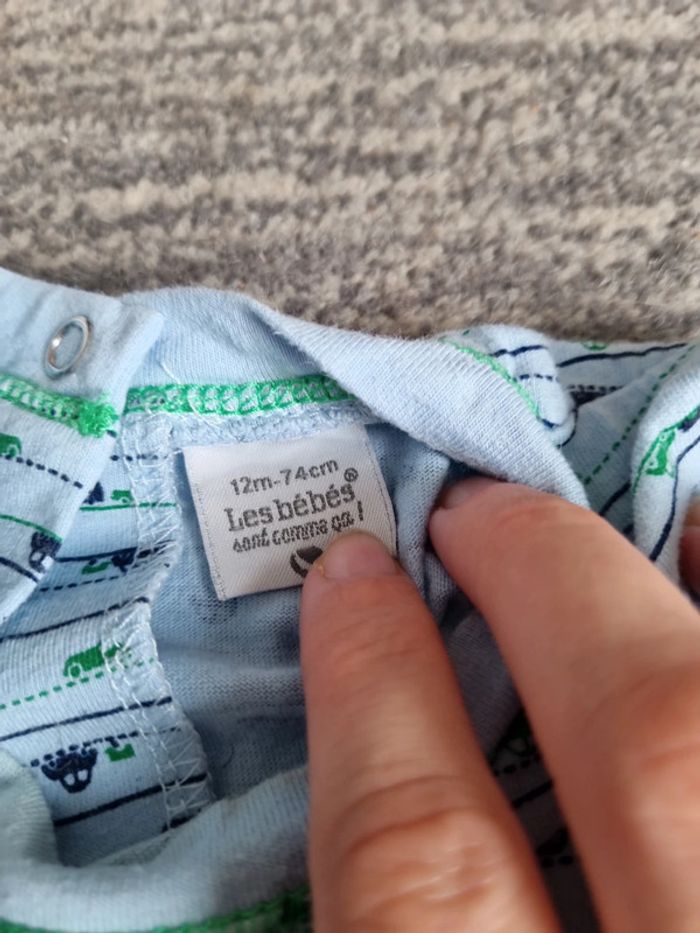 12m-74cm
Les bébés®
sont comme ça !